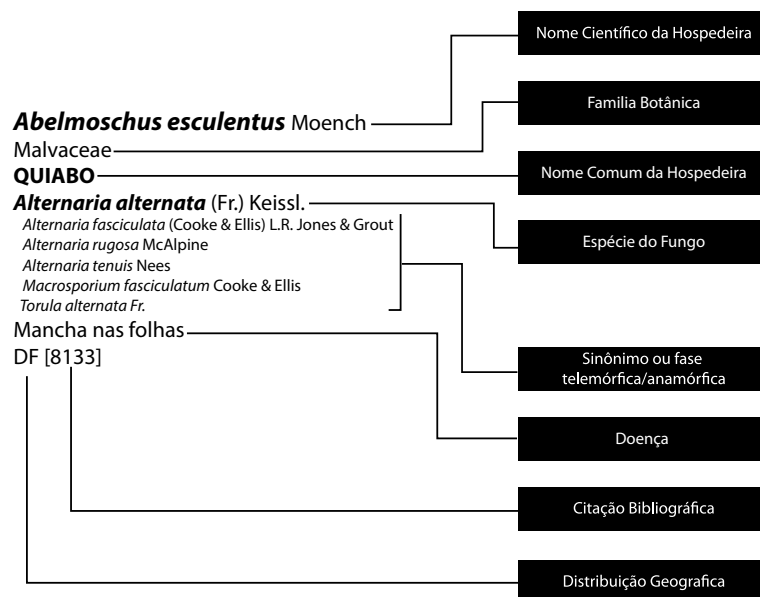 Nome Científico da Hospedeira
Familia Botânica
Abelmoschus esculentus Moench
Malvaceae
QUIABO
Nome Comum da Hospedeira
Alternaria alternata (Fr.) Keissl.
Alternaria fasciculata (Cooke & Ellis) L.R. Jones & Grout
Alternaria rugosa McAlpine
Alternaria tenuis Nees
Macrosporium fasciculatum Cooke & Ellis
Torula alternata Fr.
Espécie do Fungo
Mancha nas folhas
DF [8133]
Sinônimo ou fase
telemórfica/anamórfica
Doença
Citação Bibliográfica
Distribuição Geografica